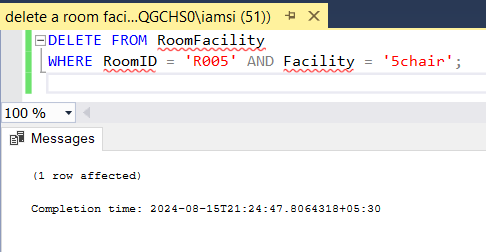 delete a room faci...QGCHS0\iamsi (51))
DELETE FROM RoomFacility
WHERE RoomID = 'R005' AND Facility = '5chair';
100 %
Messages
(1 row affected)
Completion time: 2024-08-15T21:24:47.8064318+05:30